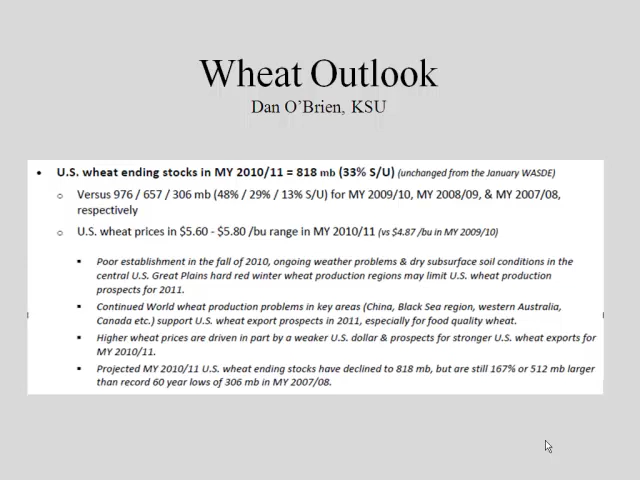 Wheat Outlook
Dan O'Brien, KSU
• U.S. wheat ending stocks in MY 2010/11 = 818 mb (33% S/U) (unchanged from the January WASDE)
o Versus 976 / 657 / 306 mb (48% / 29% / 13% S/U) for MY 2009/10, MY 2008/09, & MY 2007/08,
respectively
o U.S. wheat prices in $5.60 - $5.80 /bu range in MY 2010/11 (vs $4.87 /bu in MY 2009/10)
▪ Poor establishment in the fall of 2010, ongoing weather problems & dry subsurface soil conditions in the
central U.S. Great Plains hard red winter wheat production regions may limit U.S. wheat production
prospects for 2011.
▪ Continued World wheat production problems in key areas (China, Black Sea region, western Australia,
Canada etc.) support U.S. wheat export prospects in 2011, especially for food quality wheat.
▪ Higher wheat prices are driven in part by a weaker U.S. dollar & prospects for stronger U.S. wheat exports for
MY 2010/11.
▪ Projected MY 2010/11 U.S. wheat ending stocks have declined to 818 mb, but are still 167% or 512 mb larger
than record 60 year lows of 306 mb in MY 2007/08.